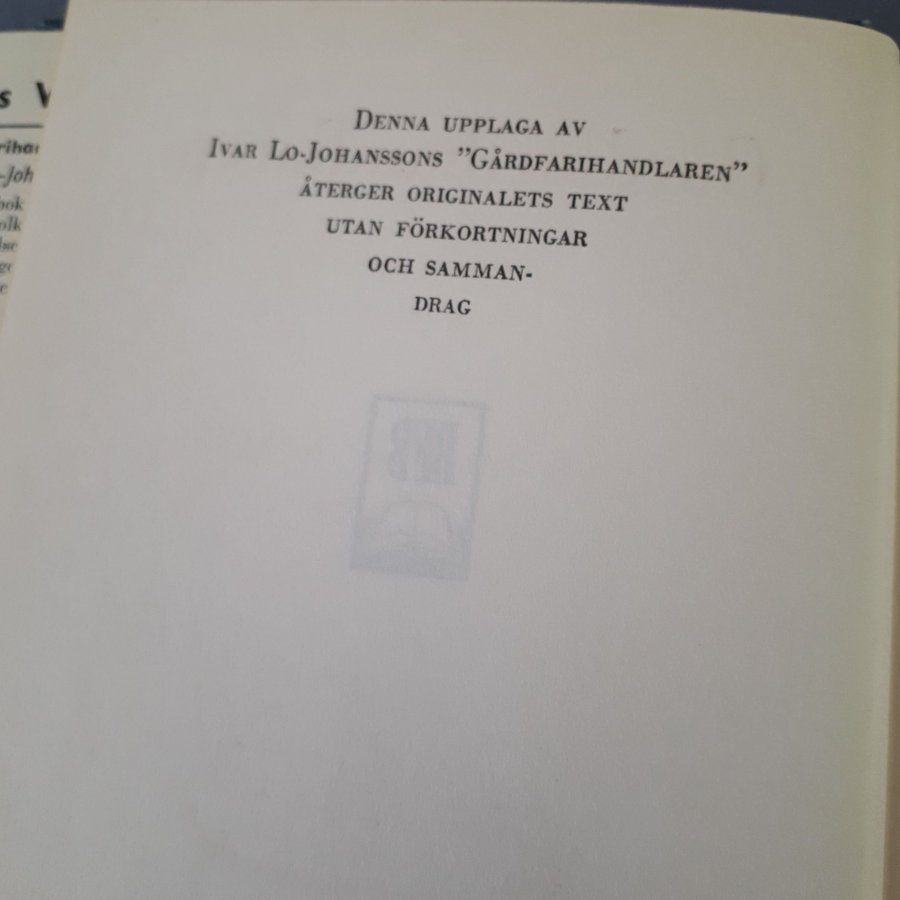 DENNA UPPLAGA AV
IVAR LO-JOHANSSONS ”GÅRDFARIHANDLAREN”
ÅTERGER ORIGINALETS TEXT
UTAN FÖRKORTNINGAR
OCH SAMMAN-
DRAG